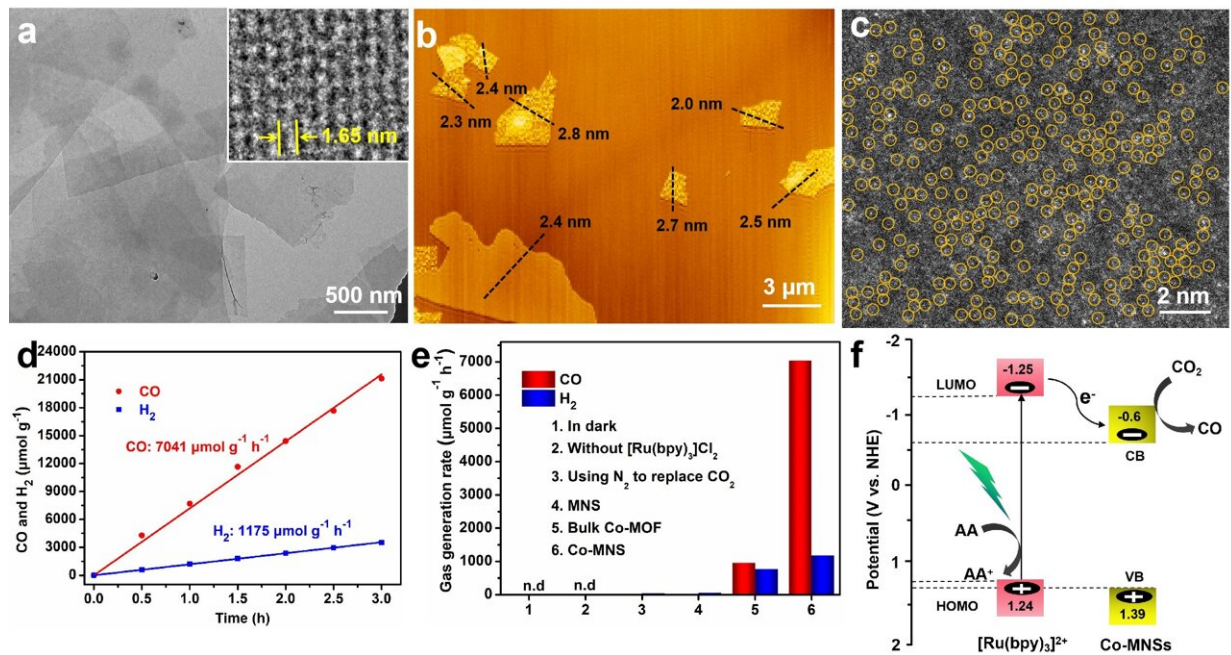 a
1.65 nm
500 nm
b
2.4 nm
2.3 nm
2.8 nm
2.0 nm
2.7 nm
2.5 nm
2.4 nm
3 µm
c
2 nm
d
CO and H₂ (µmol g⁻¹)
24000
21000
18000
15000
12000
9000
6000
3000
0
CO
H₂
CO: 7041 µmol g⁻¹ h⁻¹
H₂: 1175 µmol g⁻¹ h⁻¹
0.0 0.5 1.0 1.5 2.0 2.5 3.0
Time (h)
e
Gas generation rate (µmol g⁻¹ h⁻¹)
7000
6000
5000
4000
3000
2000
1000
0
CO
H₂
1. In dark
2. Without [Ru(bpy)₃]Cl₂
3. Using N₂ to replace CO₂
4. MNS
5. Bulk Co-MOF
6. Co-MNS
n.d n.d
1 2 3 4 5 6
f
Potential (V vs. NHE)
-2
-1
0
1
2
LUMO
-1.25
e⁻
CO₂
-0.6
CO
CB
AA
AA⁺
HOMO
1.24
VB
1.39
[Ru(bpy)₃]²⁺
Co-MNSs